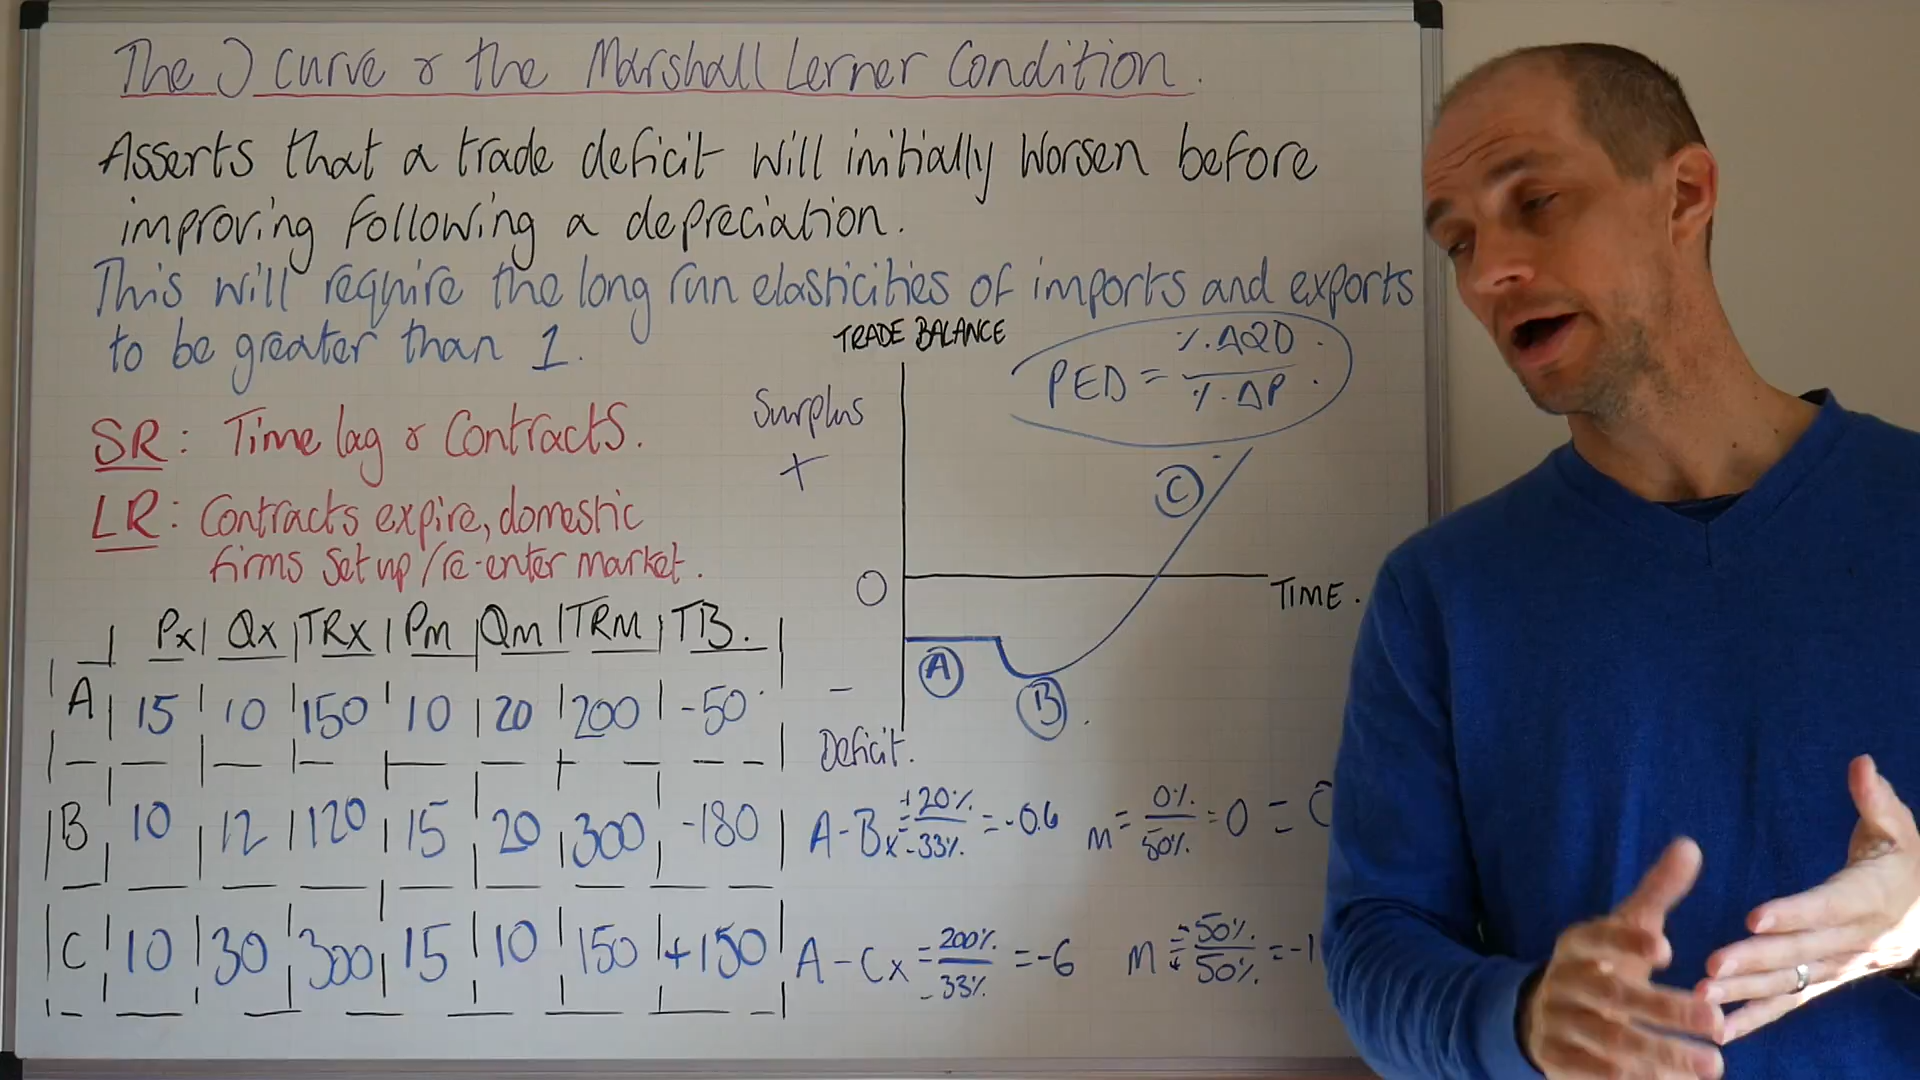 The J curve & the Marshall Lerner Condition.
Asserts that a trade deficit will initially worsen before
improving following a depreciation.
This will require the long run elasticities of imports and exports
to be greater than 1.
TRADE BALANCE
PED = %.ΔQD / %.ΔP.
Surplus
+
SR: Time lag & Contracts.
LR: Contracts expire, domestic
firms set up/re-enter market.
C
O
TIME.
A
B
-
Deficit.
Px | Qx | TRx | Pm | Qm | TRM | TB.
A | 15 | 10 | 150 | 10 | 20 | 200 | -50
B | 10 | 12 | 120 | 15 | 20 | 300 | -180
C | 10 | 30 | 300 | 15 | 10 | 150 | +150
A-Bx = +20% / -33% = -0.6 M = 0% / 50% = 0 =
A-Cx = 200% / -33% = -6 M = -50% / +50% = -1